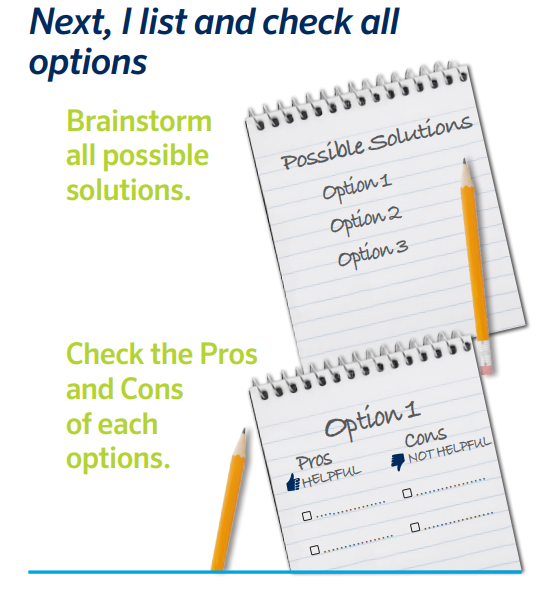 Next, I list and check all
options
Brainstorm
all possible
solutions.
Possible Solutions
Option 1
Option 2
Option 3
Check the Pros
and Cons
of each
options.
Option 1
Pros
HELPFUL
Cons
NOT HELPFUL